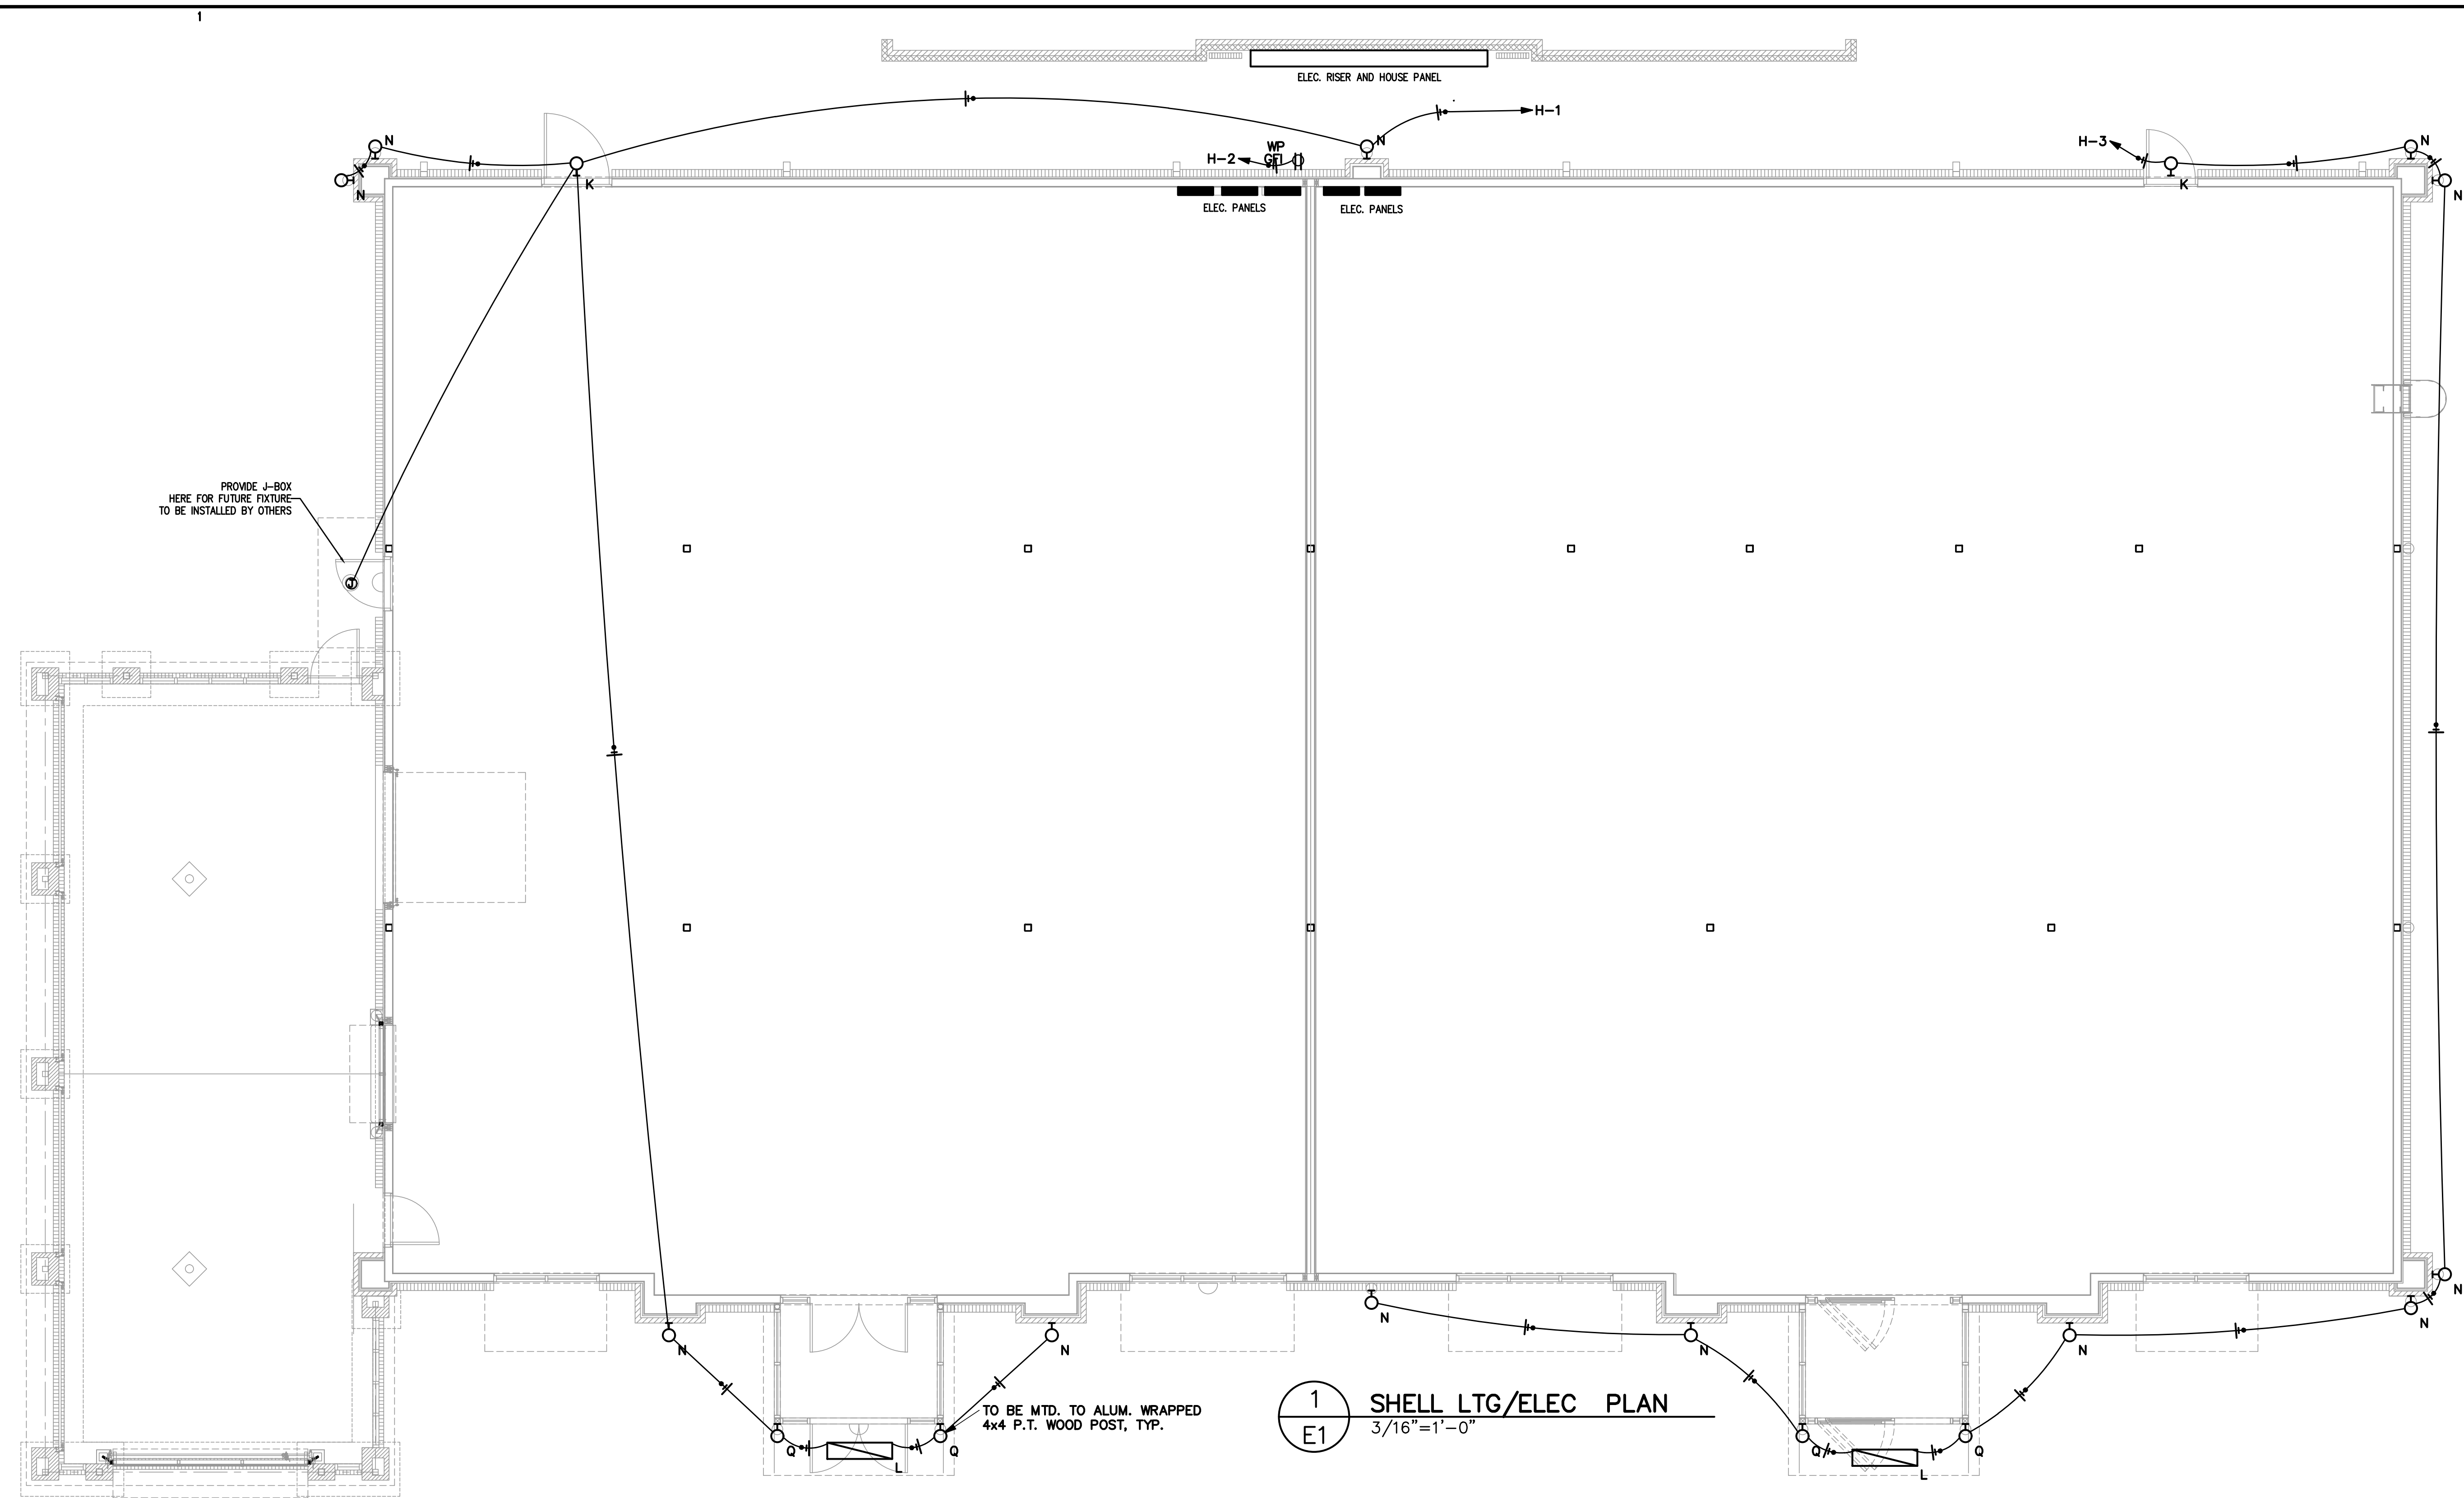 1
ELEC. RISER AND HOUSE PANEL
H-1
N
N
WP
GFI
H-2
H-3
N
N
K
K
N
ELEC. PANELS
ELEC. PANELS
PROVIDE J-BOX
HERE FOR FUTURE FIXTURE
TO BE INSTALLED BY OTHERS
J
N
N
N
N
N
N
N
TO BE MTD. TO ALUM. WRAPPED
4x4 P.T. WOOD POST, TYP.
Q
Q
L
Q
Q
L
1
E1
SHELL LTG/ELEC PLAN
3/16"=1'-0"